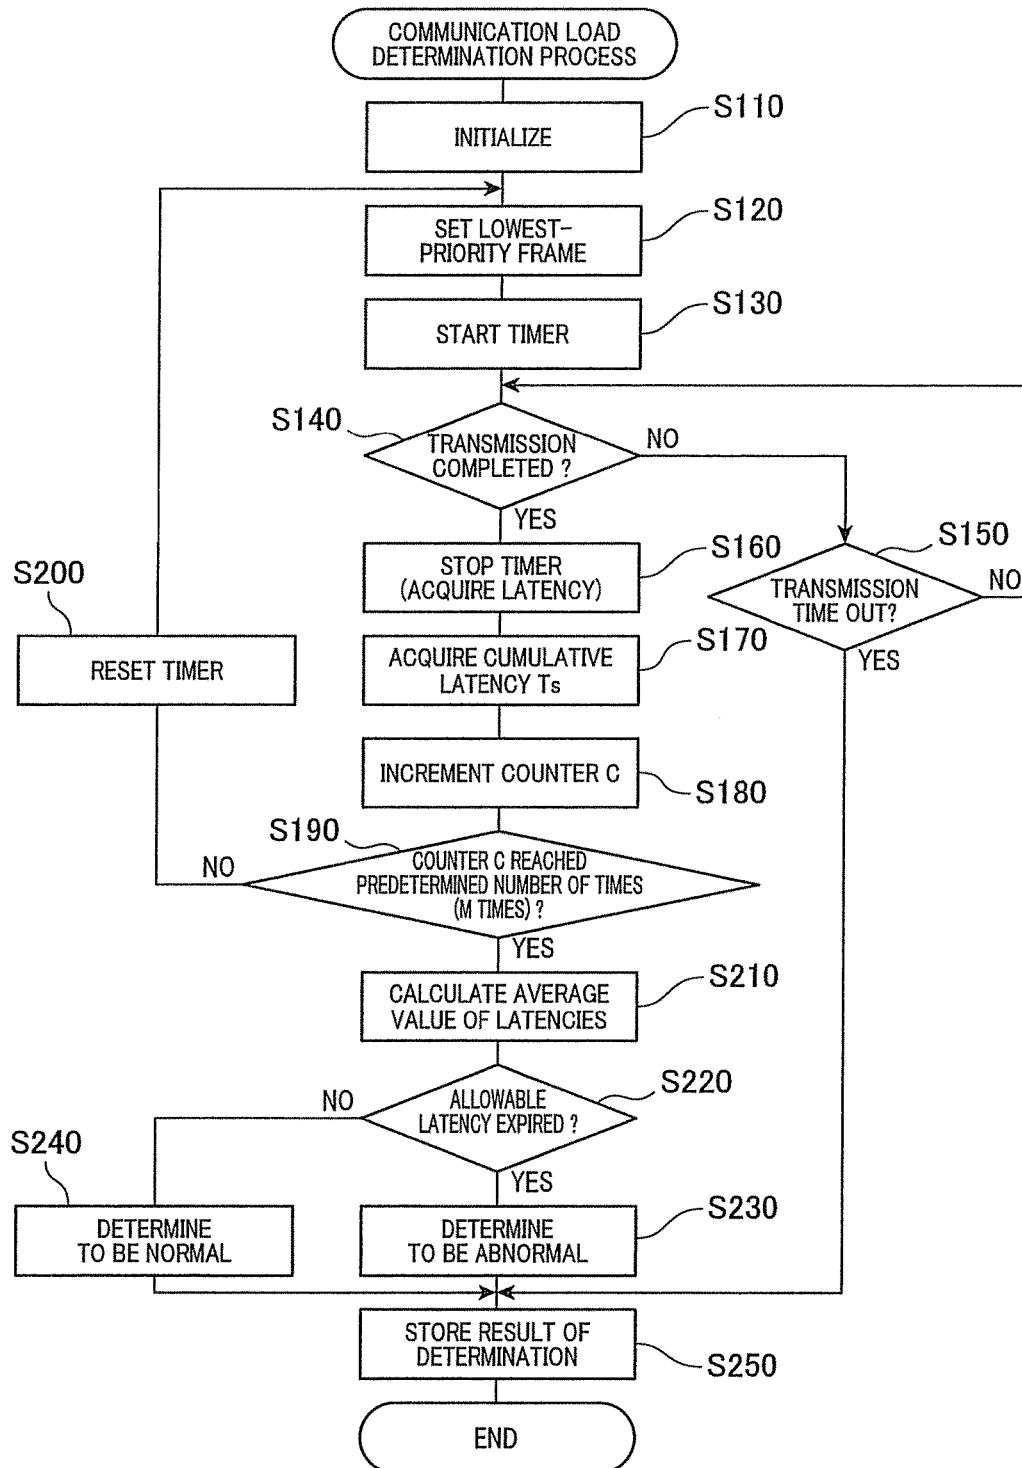 COMMUNICATION LOAD
DETERMINATION PROCESS
S110
INITIALIZE
S120
SET LOWEST-
PRIORITY FRAME
S130
START TIMER
S140
TRANSMISSION
COMPLETED ?
NO
YES
S150
TRANSMISSION
TIME OUT?
NO
YES
S160
STOP TIMER
(ACQUIRE LATENCY)
S200
RESET TIMER
S170
ACQUIRE CUMULATIVE
LATENCY Ts
INCREMENT COUNTER C
S180
S190
NO
COUNTER C REACHED
PREDETERMINED NUMBER OF TIMES
(M TIMES) ?
YES
S210
CALCULATE AVERAGE
VALUE OF LATENCIES
S220
NO
ALLOWABLE
LATENCY EXPIRED ?
YES
S240
DETERMINE
TO BE NORMAL
S230
DETERMINE
TO BE ABNORMAL
STORE RESULT OF
DETERMINATION
S250
END